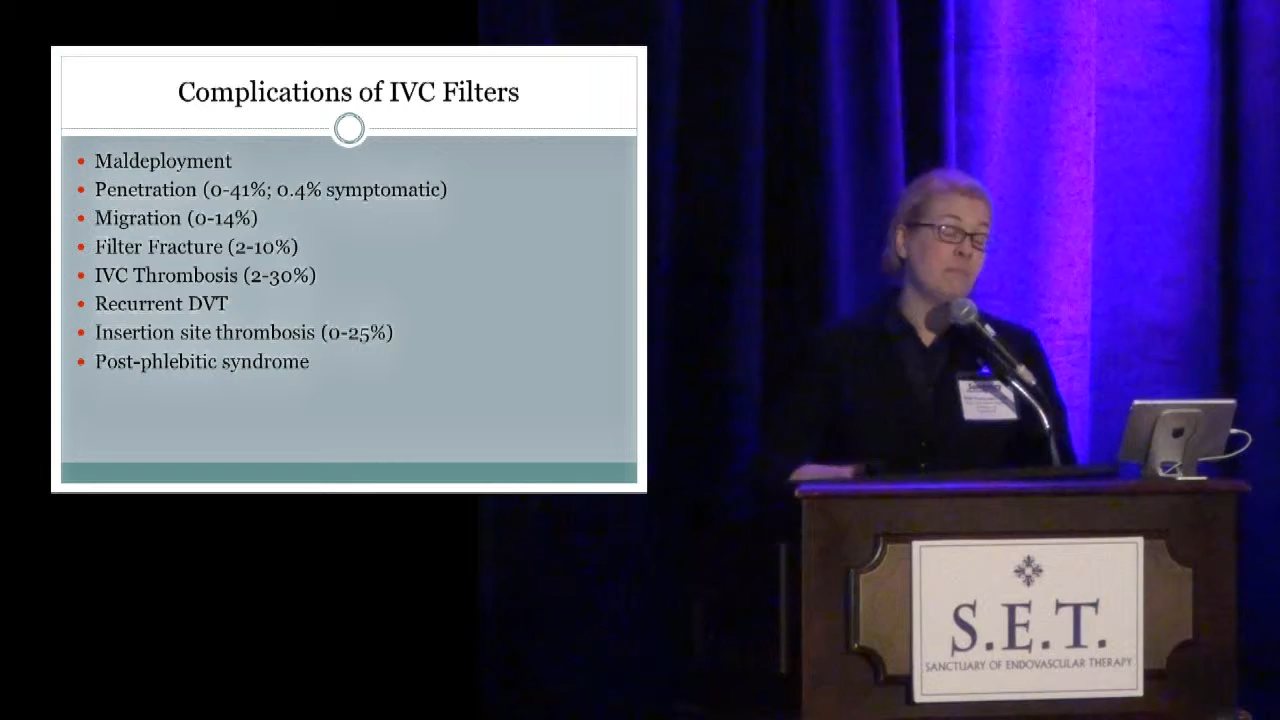 Complications of IVC Filters
Maldeployment
Penetration (0-41%; 0.4% symptomatic)
Migration (0-14%)
Filter Fracture (2-10%)
IVC Thrombosis (2-30%)
Recurrent DVT
Insertion site thrombosis (0-25%)
Post-phlebitic syndrome
S.E.T.
SANCTUARY OF ENDOVASCULAR THERAPY